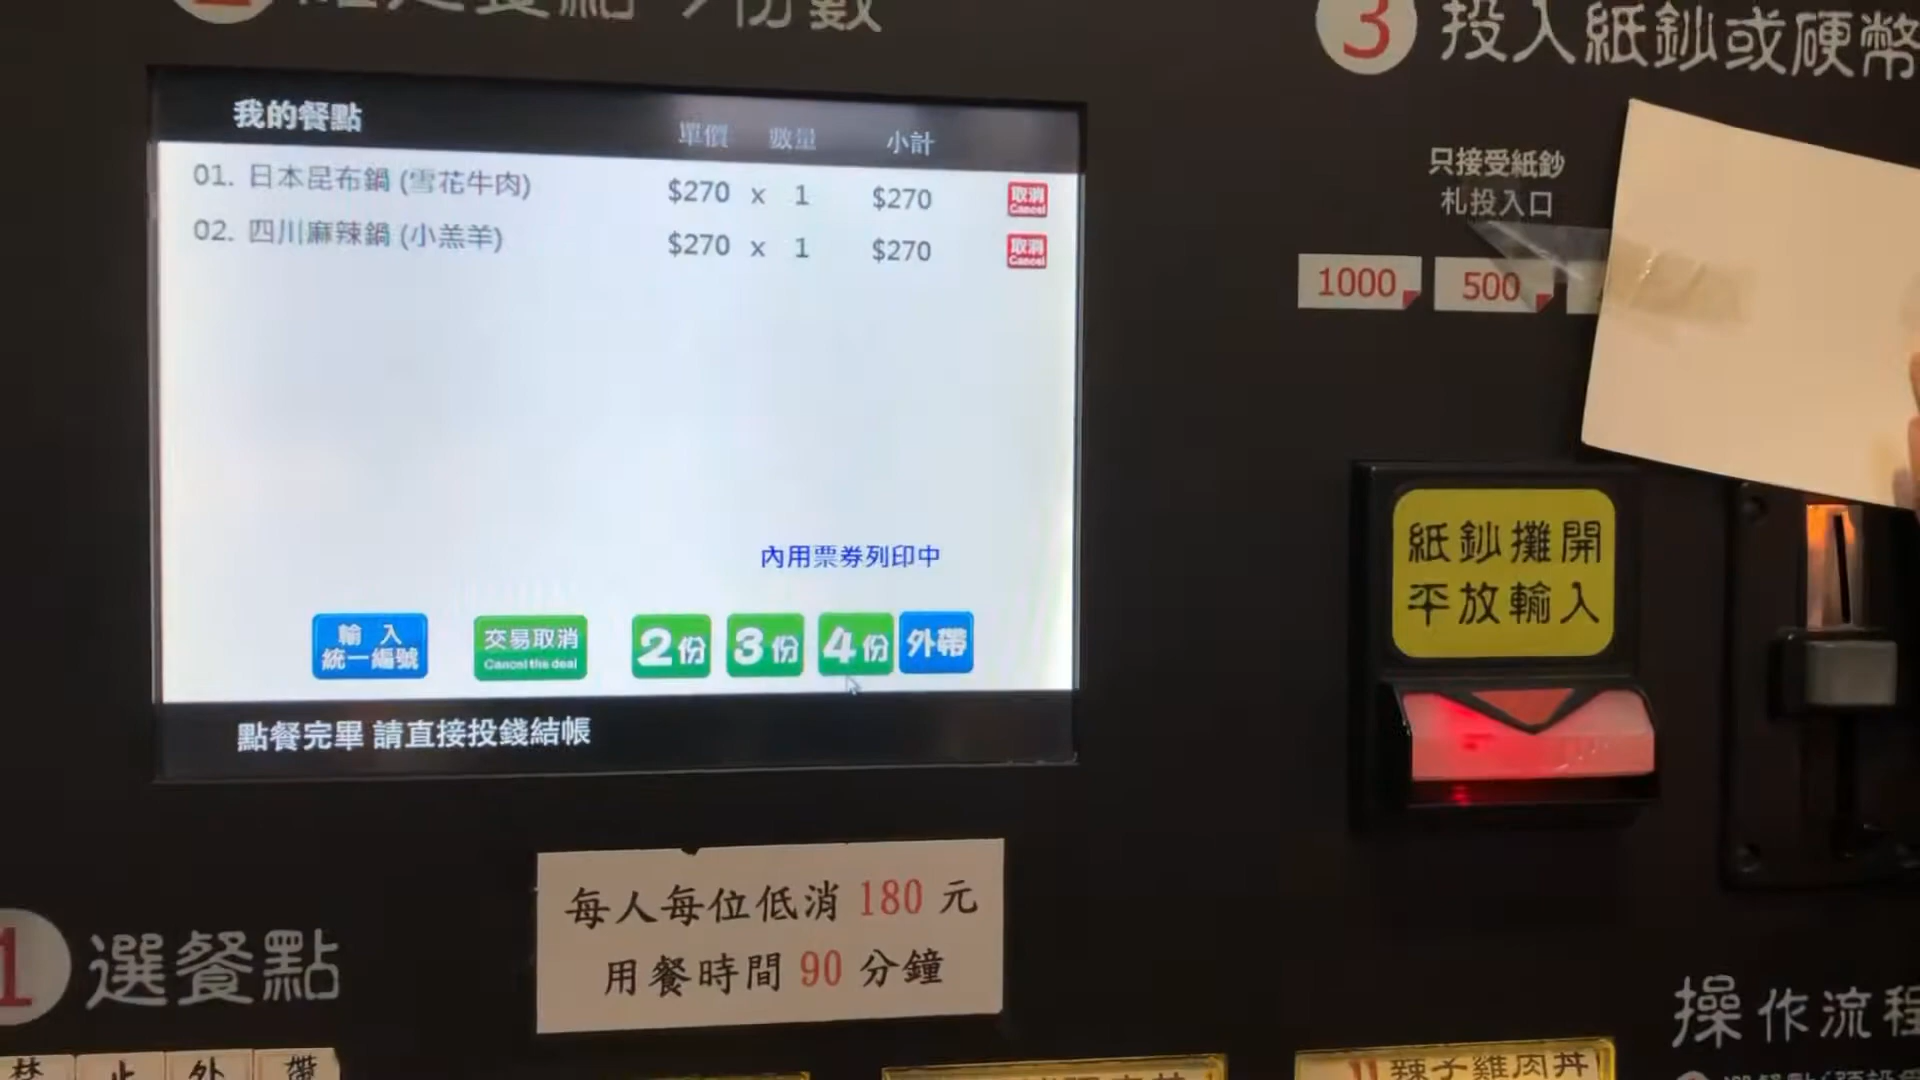 份數
3 投入紙鈔或硬幣
我的餐點 單價 數量 小計
01. 日本昆布鍋 (雪花牛肉) $270 x 1 $270 取消 Cancel
02. 四川麻辣鍋 (小羔羊) $270 x 1 $270 取消 Cancel
內用票券列印中
輸入
統一編號
交易取消
Cancel the deal
2份 3份 4份 外帶
點餐完畢 請直接投錢結帳
只接受紙鈔
札投入口
1000 500
紙鈔攤開
平放輸入
每人每位低消 180 元
用餐時間 90 分鐘
1 選餐點
禁止外帶
操作流程
辣子雞肉丼